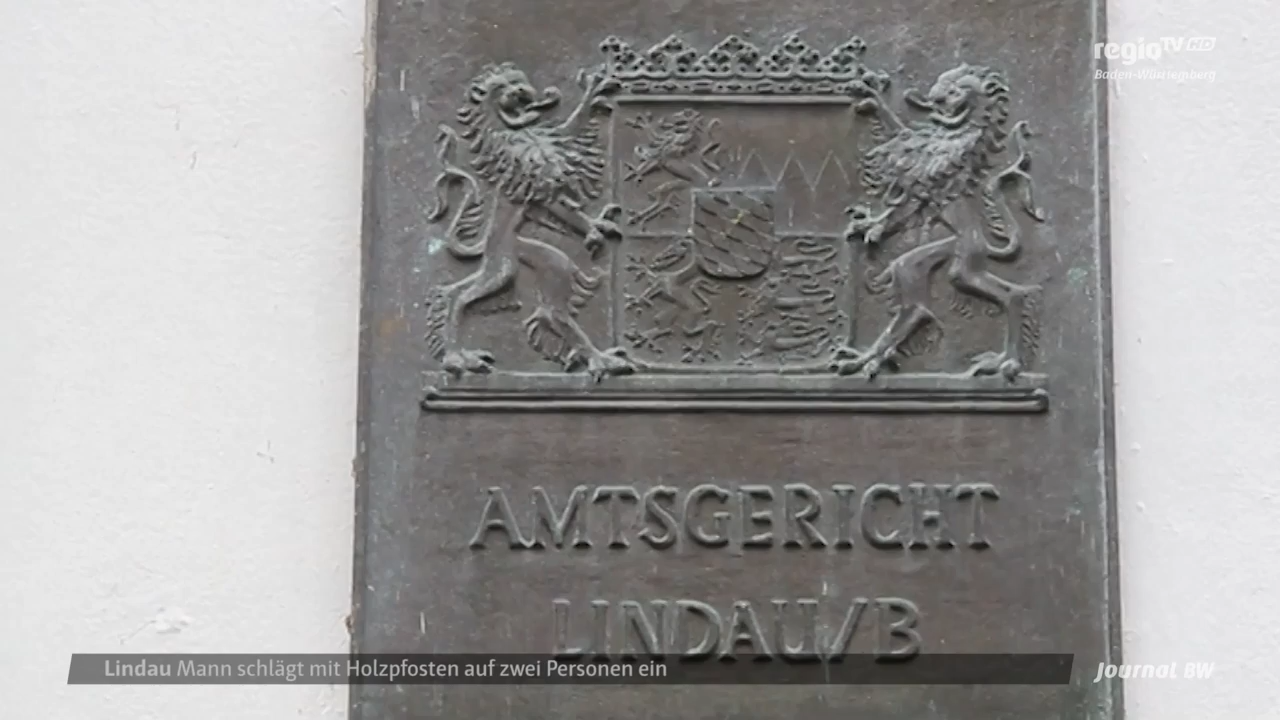 regioTV HD
Baden-Württemberg
AMTSGERICHT
LINDAU/B
Lindau Mann schlägt mit Holzpfosten auf zwei Personen ein
Journal BW